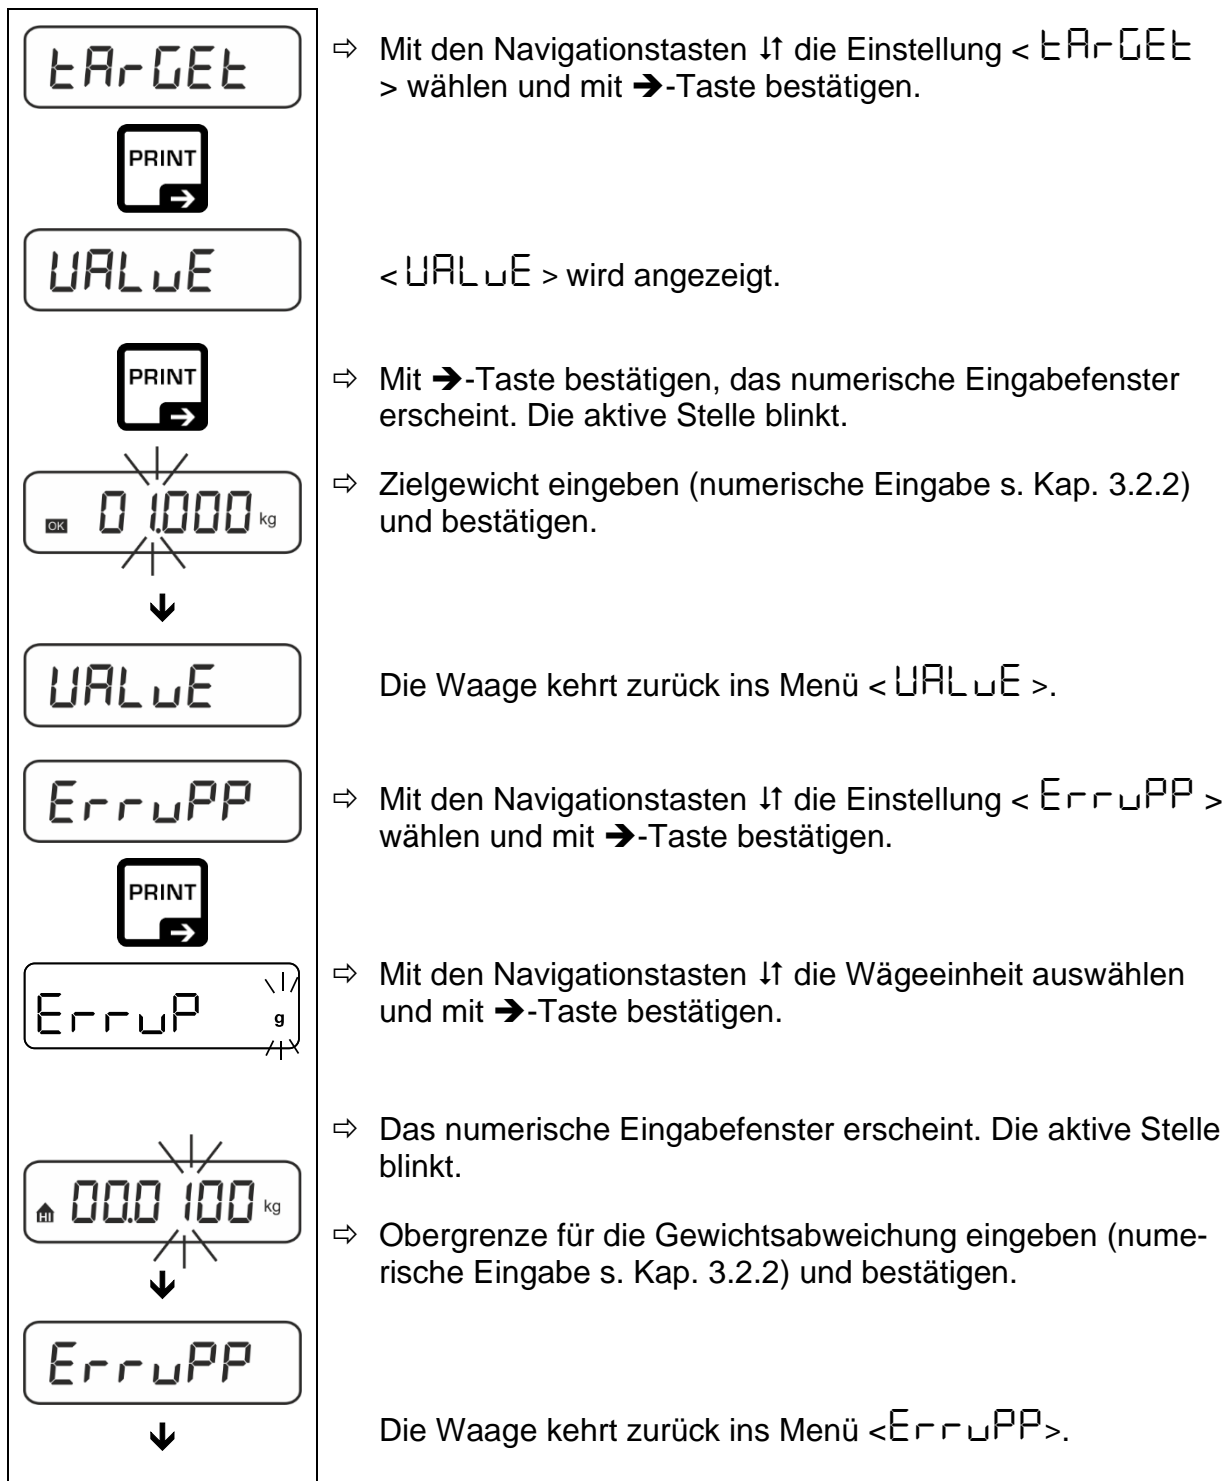 tArGEt
⇨ Mit den Navigationstasten ↓↑ die Einstellung < tArGEt
> wählen und mit ➔-Taste bestätigen.
PRINT
➔
VALuE
< VALuE > wird angezeigt.
PRINT
➔
⇨ Mit ➔-Taste bestätigen, das numerische Eingabefenster
erscheint. Die aktive Stelle blinkt.
OK 01.000 kg
⇨ Zielgewicht eingeben (numerische Eingabe s. Kap. 3.2.2)
und bestätigen.
VALuE
Die Waage kehrt zurück ins Menü < VALuE >.
ErruPP
⇨ Mit den Navigationstasten ↓↑ die Einstellung < ErruPP >
wählen und mit ➔-Taste bestätigen.
PRINT
➔
ErruP g
⇨ Mit den Navigationstasten ↓↑ die Wägeeinheit auswählen
und mit ➔-Taste bestätigen.
⇨ Das numerische Eingabefenster erscheint. Die aktive Stelle
blinkt.
HI 00.0100 kg
⇨ Obergrenze für die Gewichtsabweichung eingeben (nume-
rische Eingabe s. Kap. 3.2.2) und bestätigen.
ErruPP
Die Waage kehrt zurück ins Menü <ErruPP>.